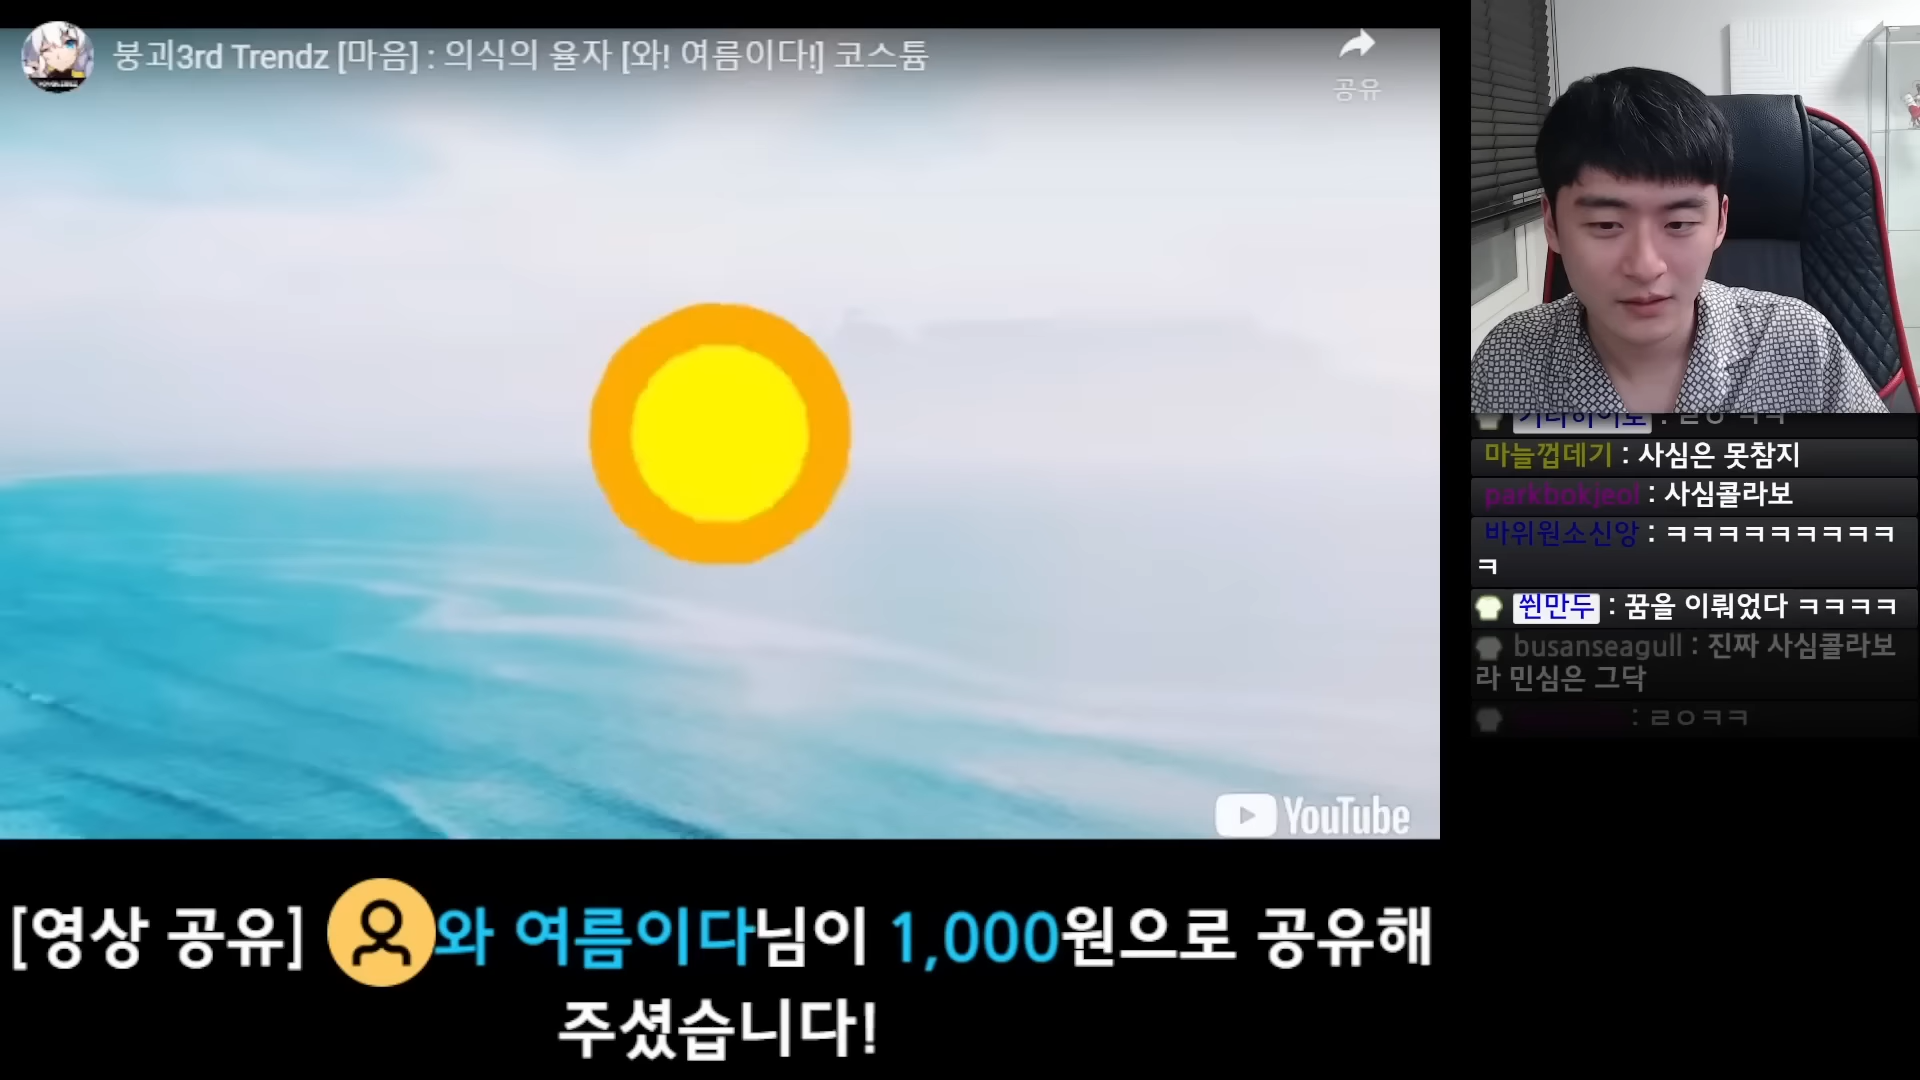 붕괴3rd Trendz [마음] : 의식의 율자 [와! 여름이다!] 코스튬
공유
YouTube
[영상 공유] 와 여름이다님이 1,000원으로 공유해
주셨습니다!
마늘껍데기 : 사심은 못참지
parkbokjeol : 사심콜라보
바위원소신앙 : ㅋㅋㅋㅋㅋㅋㅋㅋㅋ
ㅋ
쒼만두 : 꿈을 이뤄었다 ㅋㅋㅋㅋ
busanseagull : 진짜 사심콜라보
라 민심은 그닥
: ㄹㅇㅋㅋ